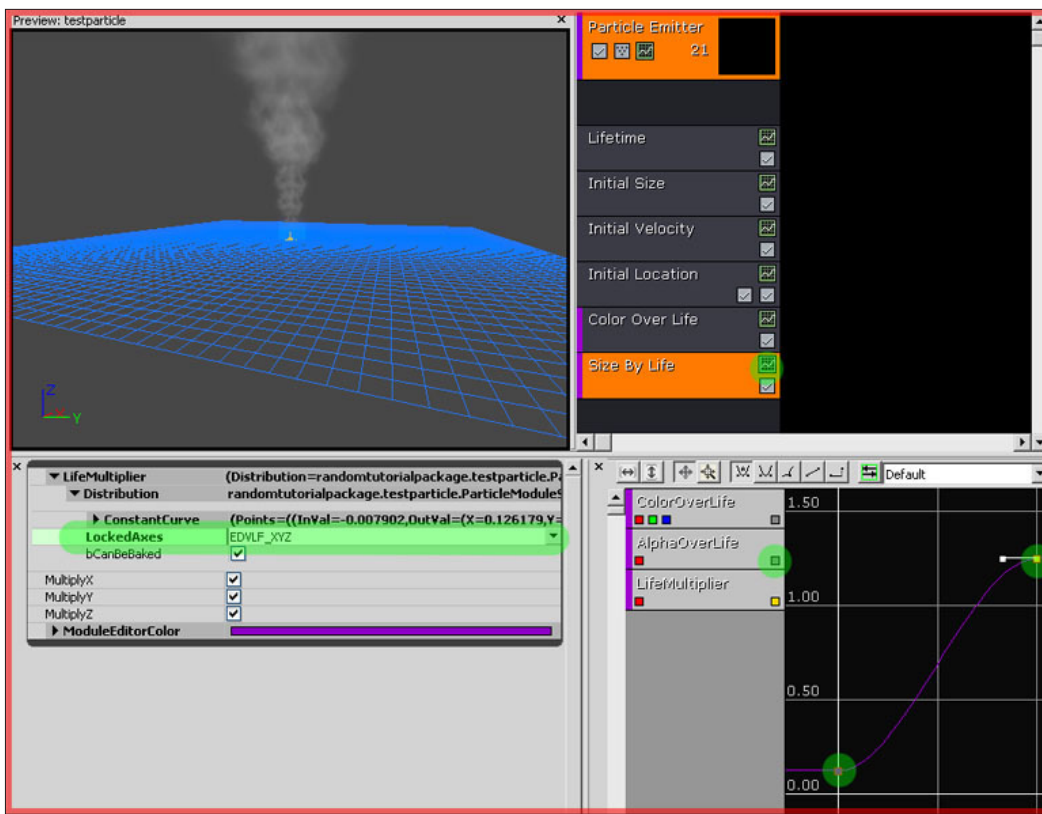 Preview: testparticle
Particle Emitter
21
Lifetime
Initial Size
Initial Velocity
Initial Location
Color Over Life
Size By Life
Z
X
Y
LifeMultiplier (Distribution=randomtutorialpackage.testparticle.Pa
Distribution randomtutorialpackage.testparticle.ParticleModuleS
ConstantCurve (Points=((InVal=-0.007902,OutVal=(X=0.126179,Y=
LockedAxes EDVLF_XYZ
bCanBeBaked
MultiplyX
MultiplyY
MultiplyZ
ModuleEditorColor
Default
ColorOverLife
AlphaOverLife
LifeMultiplier
1.50
1.00
0.50
0.00